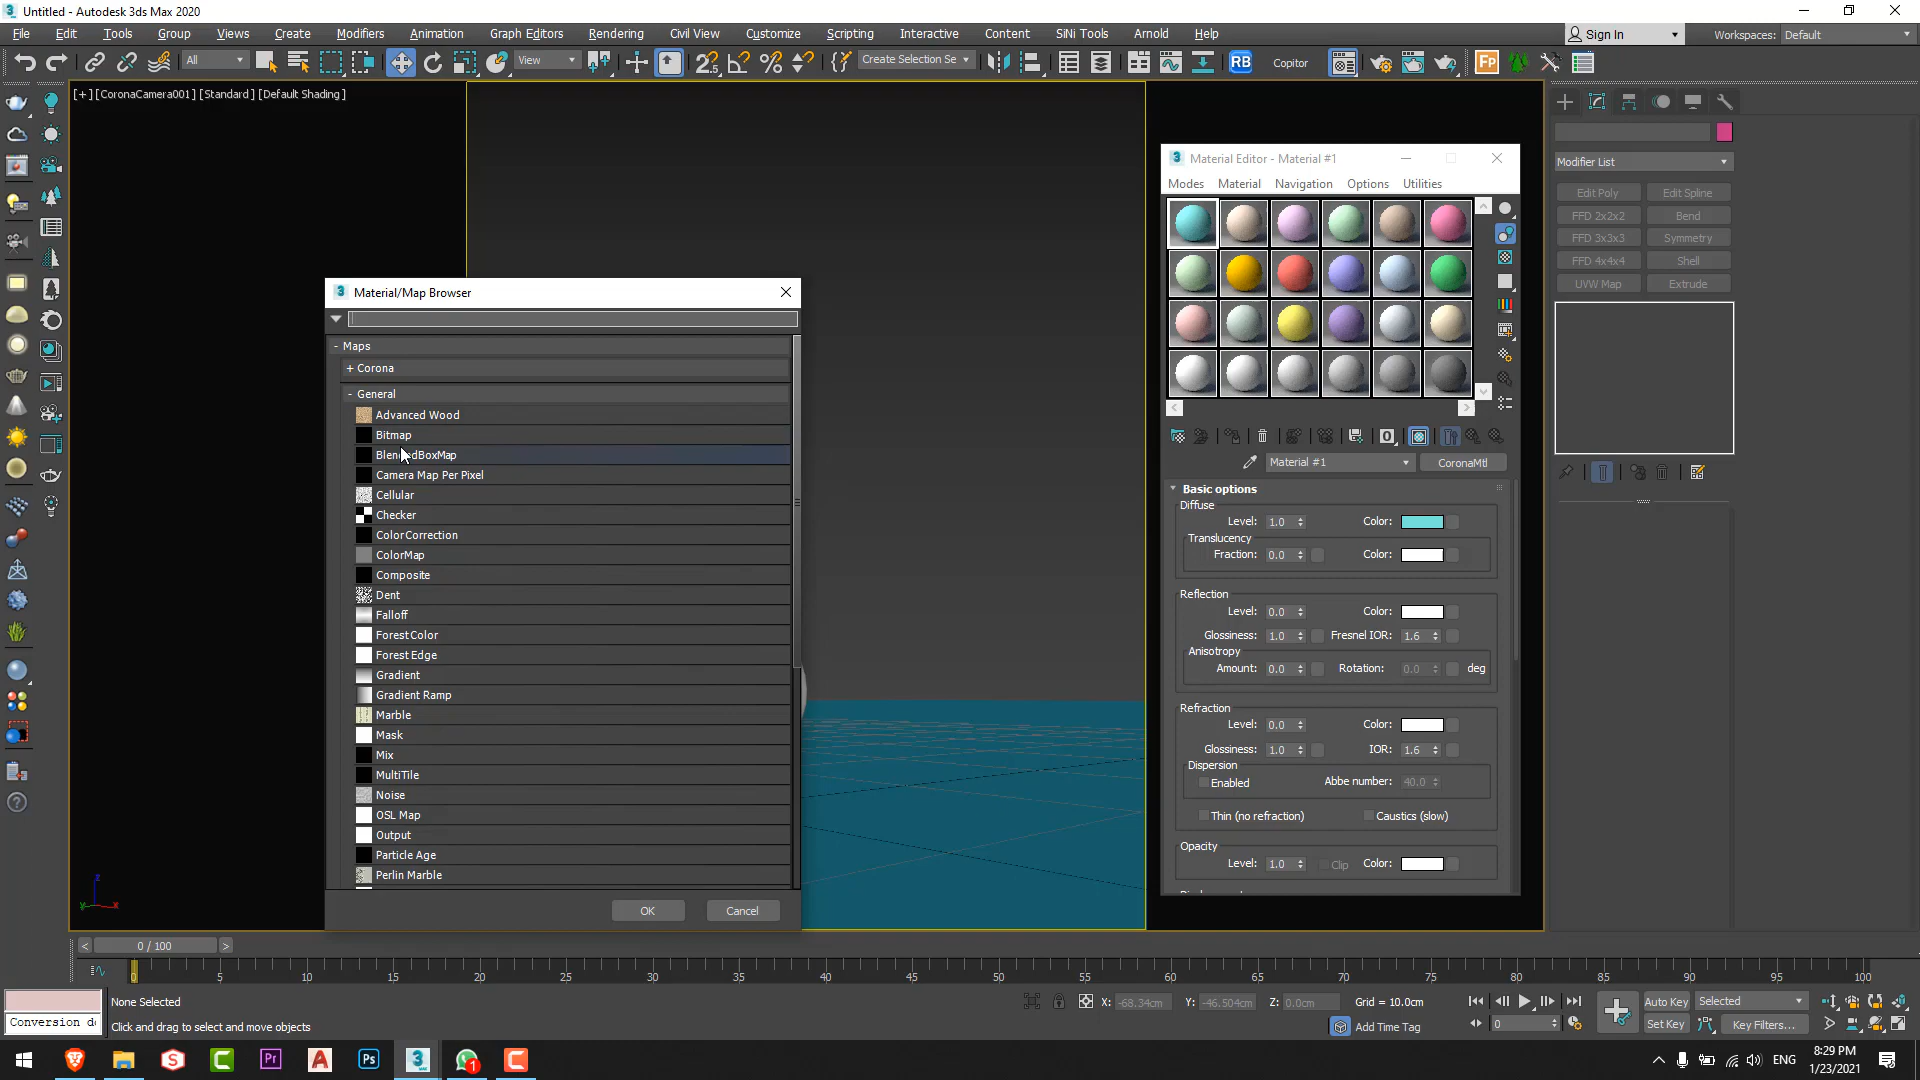 Untitled - Autodesk 3ds Max 2020
File Edit Tools Group Views Create Modifiers Animation Graph Editors Rendering Civil View Customize Scripting Interactive Content SiNi Tools Arnold Help
Sign In
Workspaces: Default
All
View
Create Selection Se
RB
Copitor
FP
[+] [CoronaCamera001] [Standard] [Default Shading]
Modifier List
Edit Poly Edit Spline
FFD 2x2x2 Bend
FFD 3x3x3 Symmetry
FFD 4x4x4 Shell
UVW Map Extrude
Material Editor - Material #1
Modes Material Navigation Options Utilities
Material #1
CoronaMtl
Basic options
Diffuse
Level: 1.0 Color:
Translucency
Fraction: 0.0 Color:
Reflection
Level: 0.0 Color:
Glossiness: 1.0 Fresnel IOR: 1.6
Anisotropy
Amount: 0.0 Rotation: 0.0 deg
Refraction
Level: 0.0 Color:
Glossiness: 1.0 IOR: 1.6
Dispersion
Enabled Abbe number: 40.0
Thin (no refraction) Caustics (slow)
Opacity
Level: 1.0 Clip Color:
Material/Map Browser
- Maps
+ Corona
- General
Advanced Wood
Bitmap
BlendedBoxMap
Camera Map Per Pixel
Cellular
Checker
Color Correction
ColorMap
Composite
Dent
Falloff
Forest Color
Forest Edge
Gradient
Gradient Ramp
Marble
Mask
Mix
MultiTile
Noise
OSL Map
Output
Particle Age
Perlin Marble
OK Cancel
< 0 / 100 >
0 5 10 15 20 25 30 35 40 45 50 55 60 65 70 75 80 85 90 95 100
None Selected
X: -68.34cm Y: -46.504cm Z: 0.0cm Grid = 10.0cm
Auto Key Selected
Click and drag to select and move objects
Add Time Tag
0
Set Key Key Filters...
8:29 PM
ENG
1/23/2021